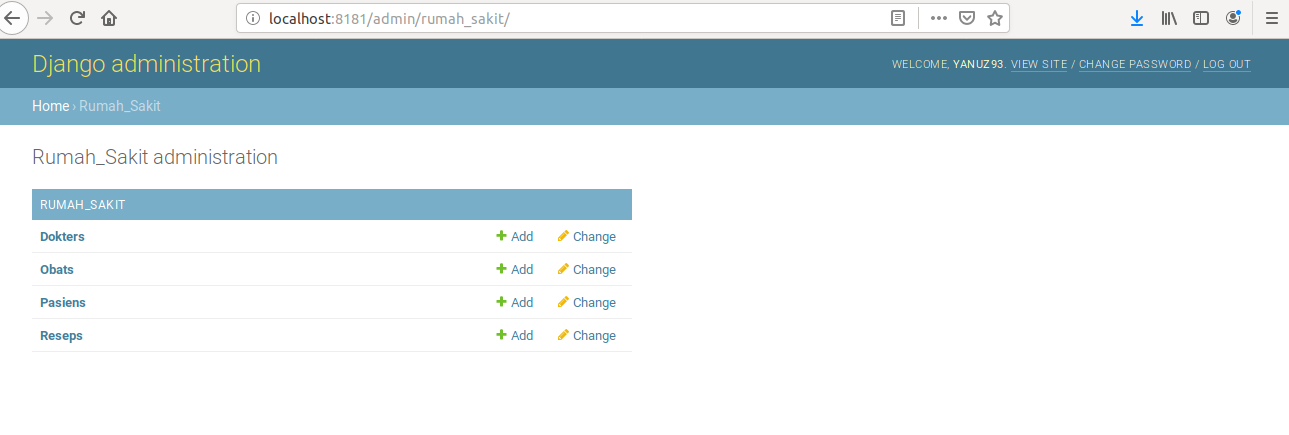 localhost:8181/admin/rumah_sakit/
Django administration
WELCOME, YANUZ93. VIEW SITE / CHANGE PASSWORD / LOG OUT
Home › Rumah_Sakit
Rumah_Sakit administration
RUMAH_SAKIT
Dokters Add Change
Obats Add Change
Pasiens Add Change
Reseps Add Change